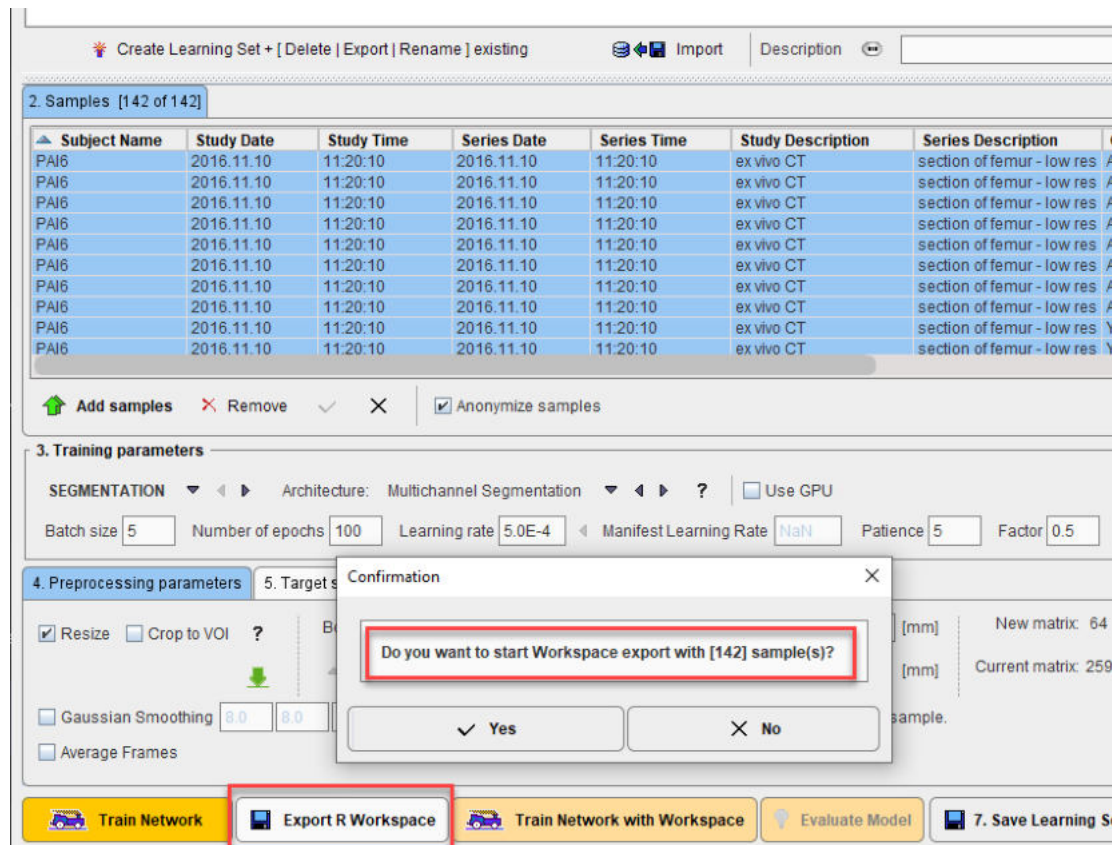 Create Learning Set + [ Delete | Export | Rename ] existing Import Description
2. Samples [142 of 142]
Subject Name Study Date Study Time Series Date Series Time Study Description Series Description
PAI6 2016.11.10 11:20:10 2016.11.10 11:20:10 ex vivo CT section of femur - low res
PAI6 2016.11.10 11:20:10 2016.11.10 11:20:10 ex vivo CT section of femur - low res
PAI6 2016.11.10 11:20:10 2016.11.10 11:20:10 ex vivo CT section of femur - low res
PAI6 2016.11.10 11:20:10 2016.11.10 11:20:10 ex vivo CT section of femur - low res
PAI6 2016.11.10 11:20:10 2016.11.10 11:20:10 ex vivo CT section of femur - low res
PAI6 2016.11.10 11:20:10 2016.11.10 11:20:10 ex vivo CT section of femur - low res
PAI6 2016.11.10 11:20:10 2016.11.10 11:20:10 ex vivo CT section of femur - low res
PAI6 2016.11.10 11:20:10 2016.11.10 11:20:10 ex vivo CT section of femur - low res
PAI6 2016.11.10 11:20:10 2016.11.10 11:20:10 ex vivo CT section of femur - low res
PAI6 2016.11.10 11:20:10 2016.11.10 11:20:10 ex vivo CT section of femur - low res
Add samples Remove Anonymize samples
3. Training parameters
SEGMENTATION Architecture: Multichannel Segmentation ? Use GPU
Batch size 5 Number of epochs 100 Learning rate 5.0E-4 Manifest Learning Rate NaN Patience 5 Factor 0.5
4. Preprocessing parameters 5. Target s
Confirmation
Resize Crop to VOI ? [mm] New matrix: 64
Do you want to start Workspace export with [142] sample(s)?
[mm] Current matrix: 259
Gaussian Smoothing 8.0 8.0 sample.
Yes No
Average Frames
Train Network Export R Workspace Train Network with Workspace Evaluate Model 7. Save Learning S